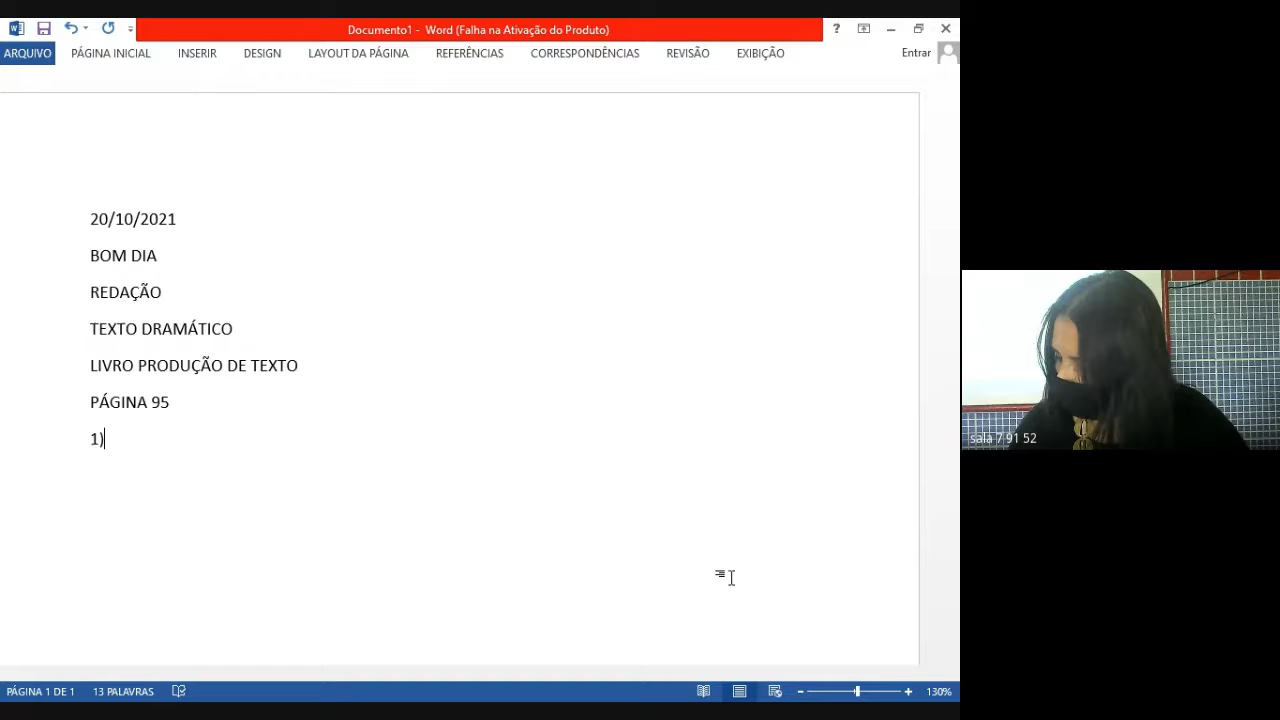 Documento1 - Word (Falha na Ativação do Produto)
ARQUIVO PÁGINA INICIAL INSERIR DESIGN LAYOUT DA PÁGINA REFERÊNCIAS CORRESPONDÊNCIAS REVISÃO EXIBIÇÃO Entrar
20/10/2021
BOM DIA
REDAÇÃO
TEXTO DRAMÁTICO
LIVRO PRODUÇÃO DE TEXTO
PÁGINA 95
1)
sala 7 91 52
PÁGINA 1 DE 1 13 PALAVRAS 130%